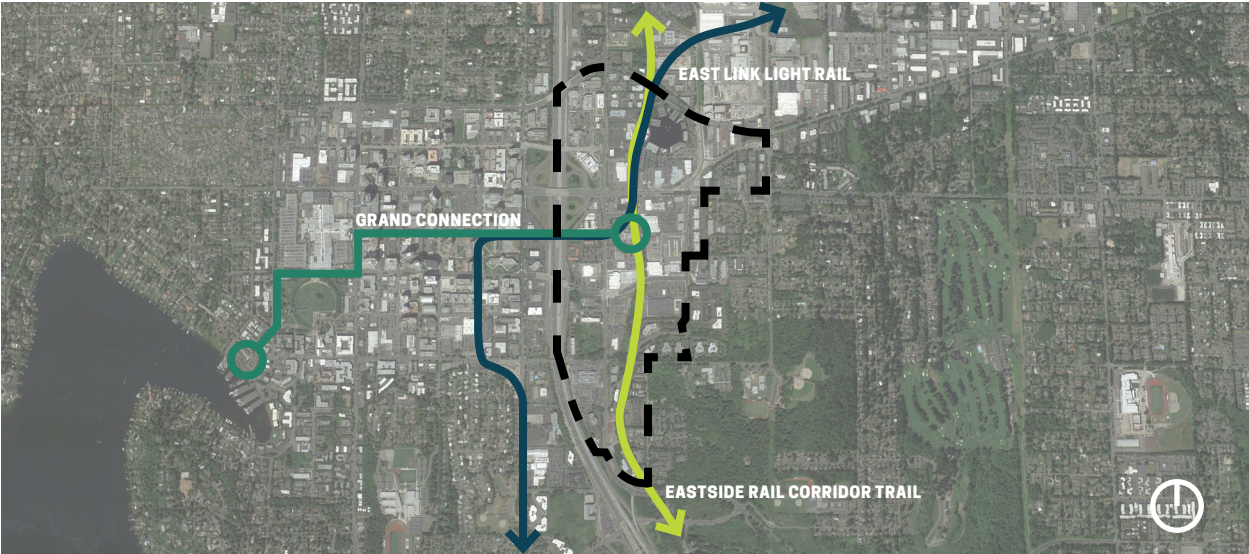 EAST LINK LIGHT RAIL
GRAND CONNECTION
EASTSIDE RAIL CORRIDOR TRAIL